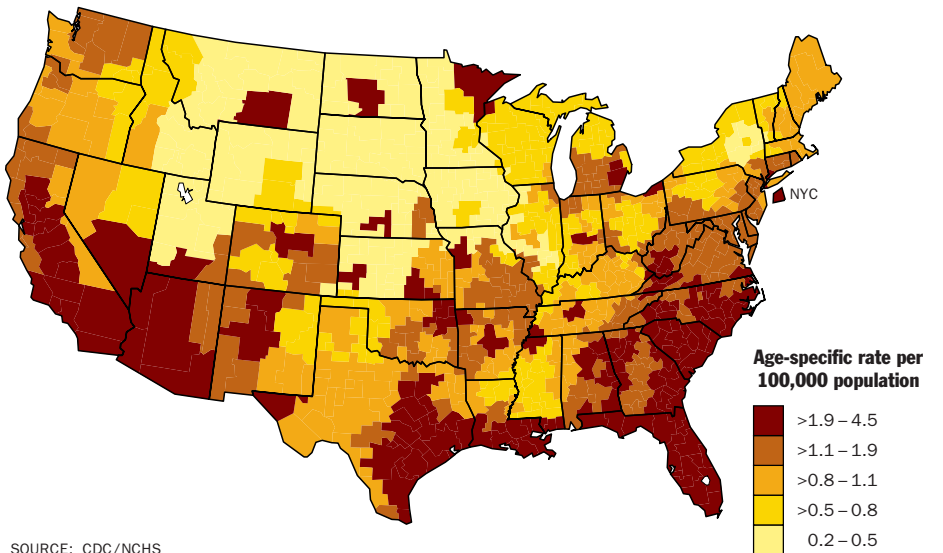 NYC
Age-specific rate per
100,000 population
>1.9 – 4.5
>1.1 – 1.9
>0.8 – 1.1
>0.5 – 0.8
0.2 – 0.5
SOURCE: CDC/NCHS